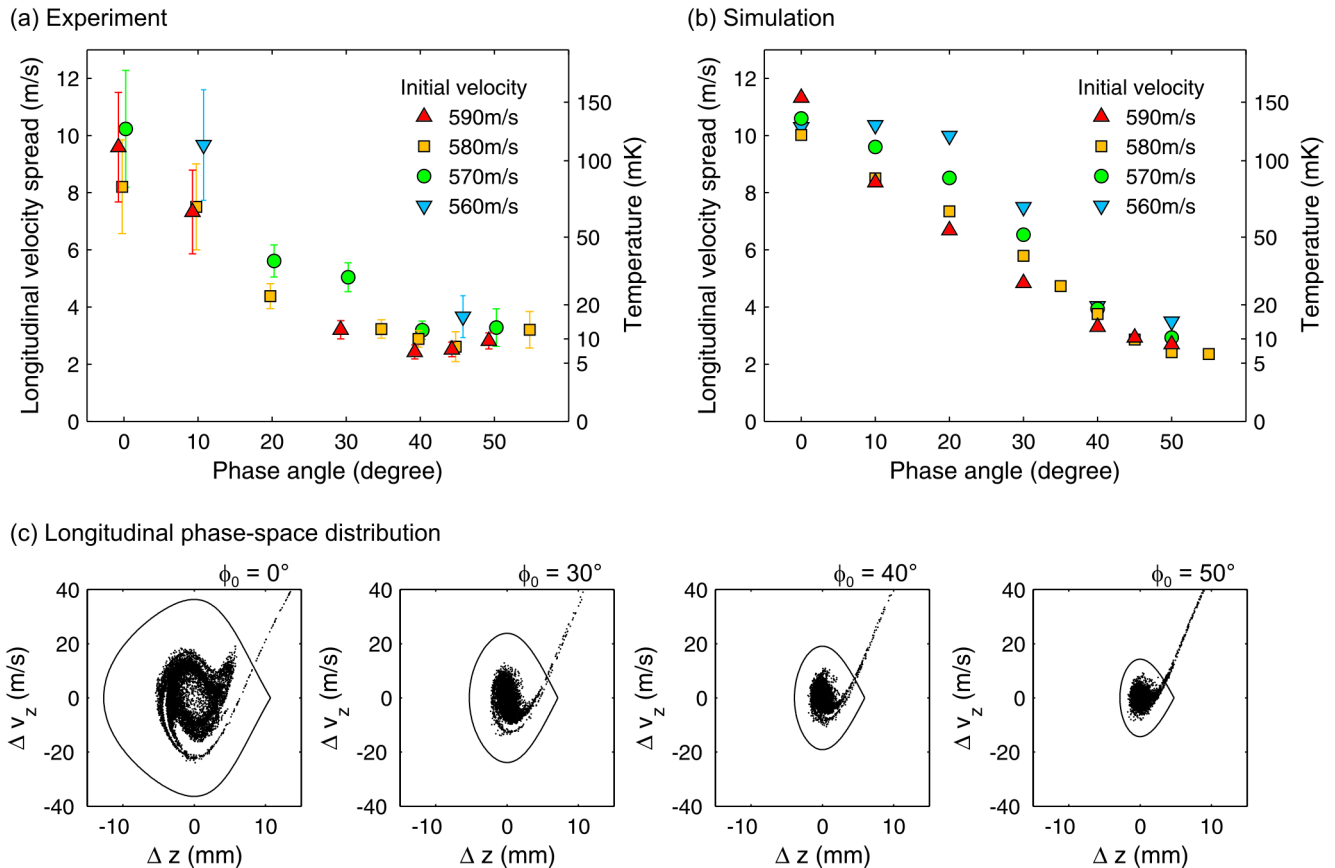 (a) Experiment
(b) Simulation
Longitudinal velocity spread (m/s)
12
10
8
6
4
2
0
0 10 20 30 40 50
Phase angle (degree)
Initial velocity
590m/s
580m/s
570m/s
560m/s
150
100
50
20
10
5
0
Temperature (mK)
Longitudinal velocity spread (m/s)
12
10
8
6
4
2
0
0 10 20 30 40 50
Phase angle (degree)
Initial velocity
590m/s
580m/s
570m/s
560m/s
150
100
50
20
10
5
0
Temperature (mK)
(c) Longitudinal phase-space distribution
ϕ₀ = 0°
Δ v_z (m/s)
40
20
0
-20
-40
-10 0 10
Δ z (mm)
ϕ₀ = 30°
Δ v_z (m/s)
40
20
0
-20
-40
-10 0 10
Δ z (mm)
ϕ₀ = 40°
Δ v_z (m/s)
40
20
0
-20
-40
-10 0 10
Δ z (mm)
ϕ₀ = 50°
Δ v_z (m/s)
40
20
0
-20
-40
-10 0 10
Δ z (mm)